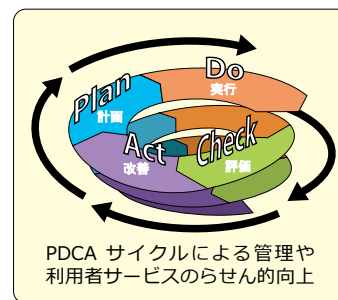 Plan
計画
Do
実行
Check
評価
Act
改善
PDCA サイクルによる管理や
利用者サービスのらせん的向上